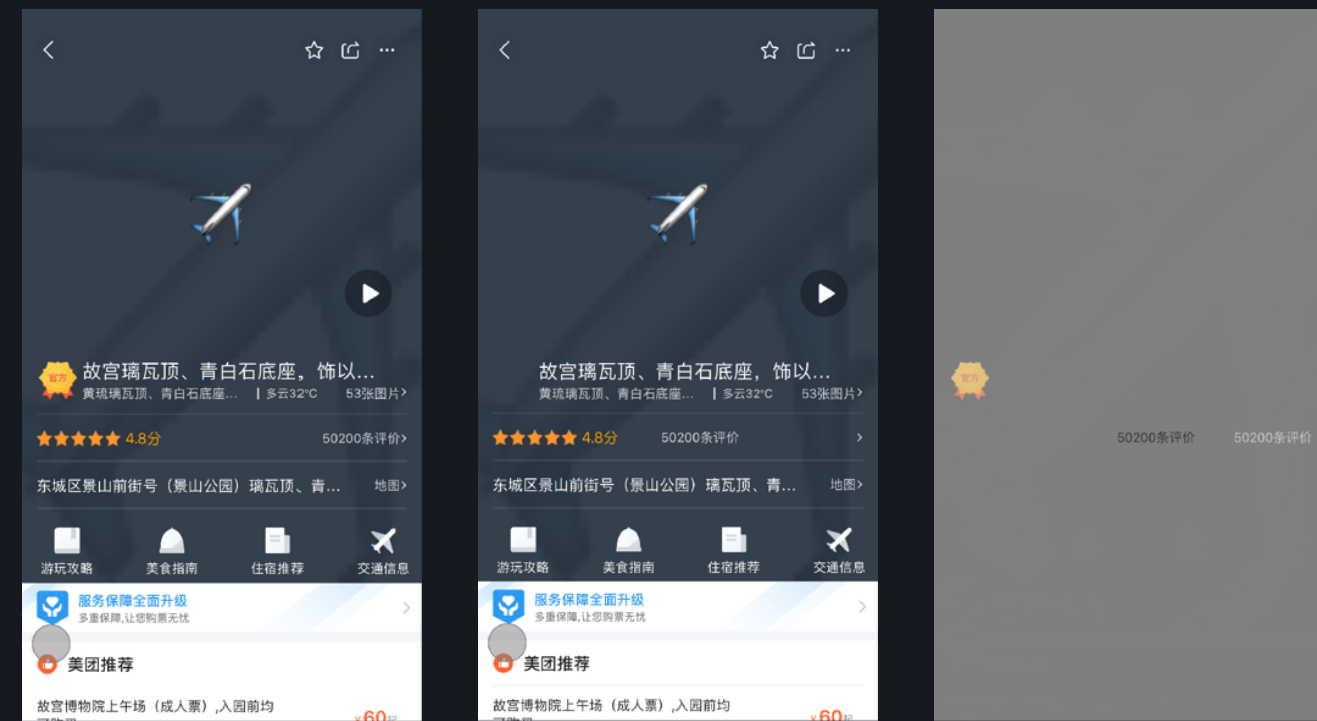 官方
故宫璃瓦顶、青白石底座，饰以...
黄琉璃瓦顶、青白石底座... | 多云32°C 53张图片>
4.8分 50200条评价>
东城区景山前街号（景山公园）璃瓦顶、青... 地图>
游玩攻略 美食指南 住宿推荐 交通信息
服务保障全面升级
多重保障,让您购票无忧
美团推荐
故宫博物院上午场（成人票）,入园前均
¥60起
故宫璃瓦顶、青白石底座，饰以...
黄琉璃瓦顶、青白石底座... | 多云32°C 53张图片>
4.8分 50200条评价 >
东城区景山前街号（景山公园）璃瓦顶、青... 地图>
游玩攻略 美食指南 住宿推荐 交通信息
服务保障全面升级
多重保障,让您购票无忧
美团推荐
故宫博物院上午场（成人票）,入园前均
¥60起
官方
50200条评价 50200条评价